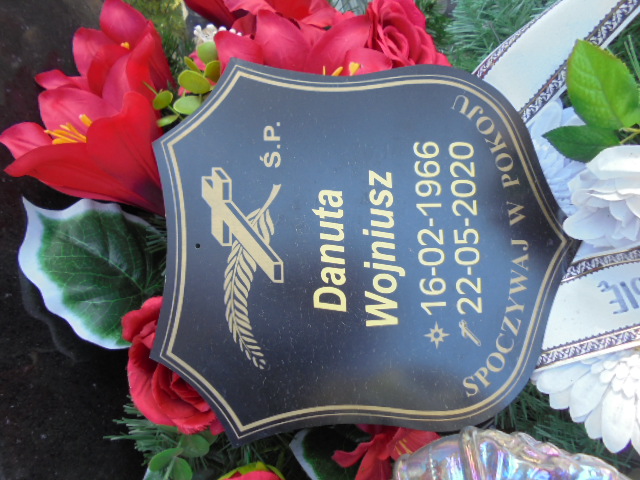 Ś.P.
Danuta
Wojniusz
16-02-1966
22-05-2020
SPOCZYWAJ W POKOJU